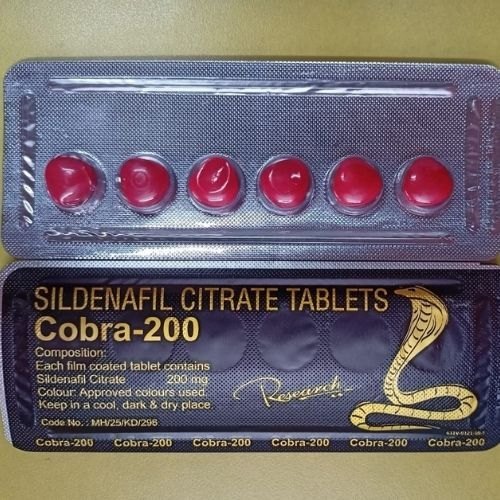 SILDENAFIL CITRATE TABLETS
Cobra-200
Composition:
Each film coated tablet contains
Sildenafil Citrate 200 mg
Colour: Approved colours used.
Keep in a cool, dark & dry place.
Code No.: MH/25/KD/296
Research
Cobra-200 Cobra-200 Cobra-200 Cobra-200 Cobra-200 Cobra-200